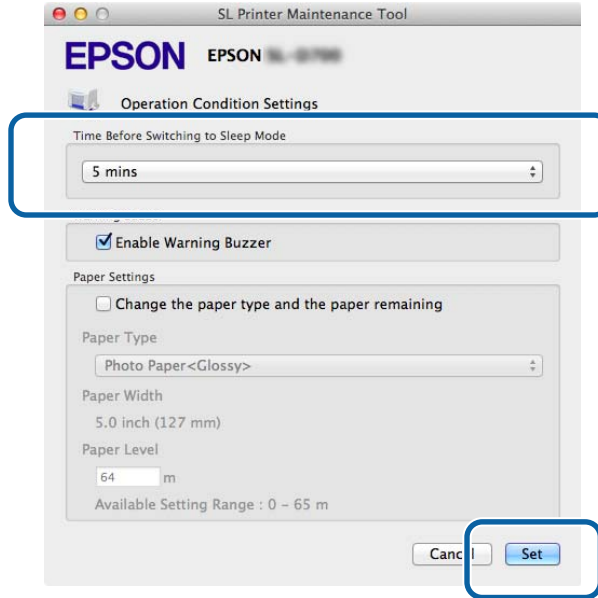 SL Printer Maintenance Tool
EPSON EPSON
Operation Condition Settings
Time Before Switching to Sleep Mode
5 mins
Enable Warning Buzzer
Paper Settings
Change the paper type and the paper remaining
Paper Type
Photo Paper<Glossy>
Paper Width
5.0 inch (127 mm)
Paper Level
64 m
Available Setting Range : 0 – 65 m
Cancel Set